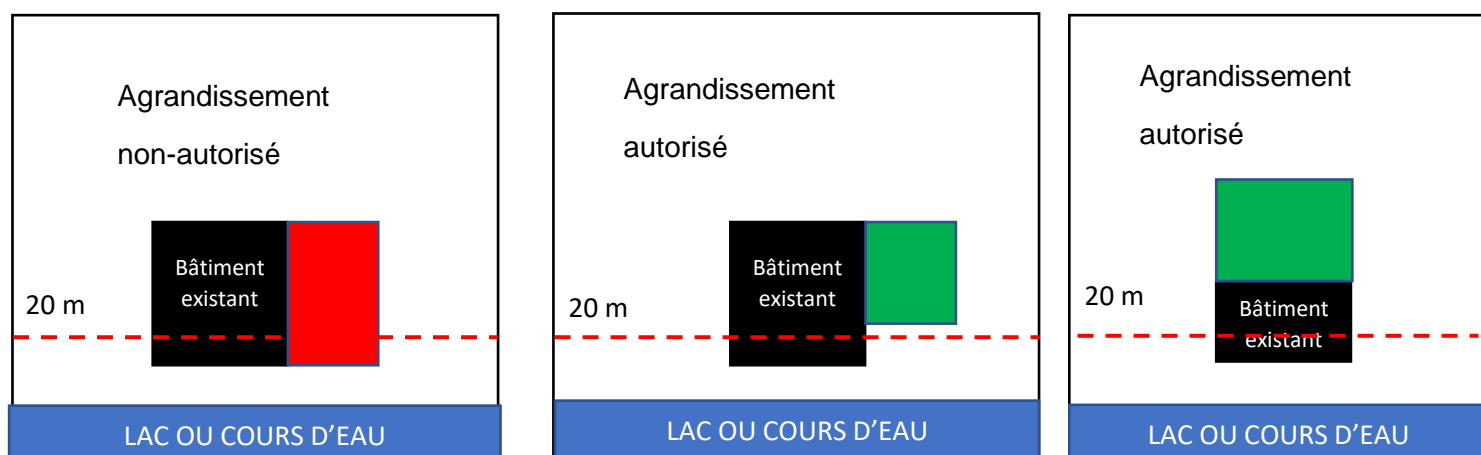 Agrandissement
non-autorisé
Bâtiment
existant
20 m
LAC OU COURS D’EAU
Agrandissement
autorisé
Bâtiment
existant
20 m
LAC OU COURS D’EAU
Agrandissement
autorisé
20 m
Bâtiment
existant
LAC OU COURS D’EAU